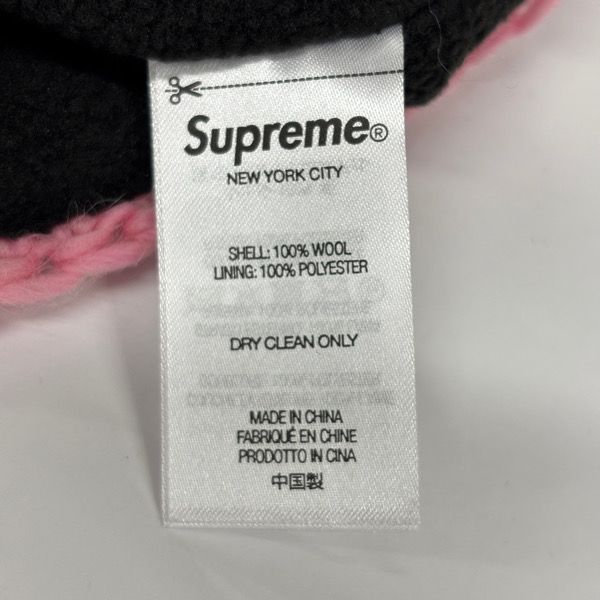 Supreme®
NEW YORK CITY
SHELL: 100% WOOL
LINING: 100% POLYESTER
DRY CLEAN ONLY
MADE IN CHINA
FABRIQUÉ EN CHINE
PRODOTTO IN CINA
中国製